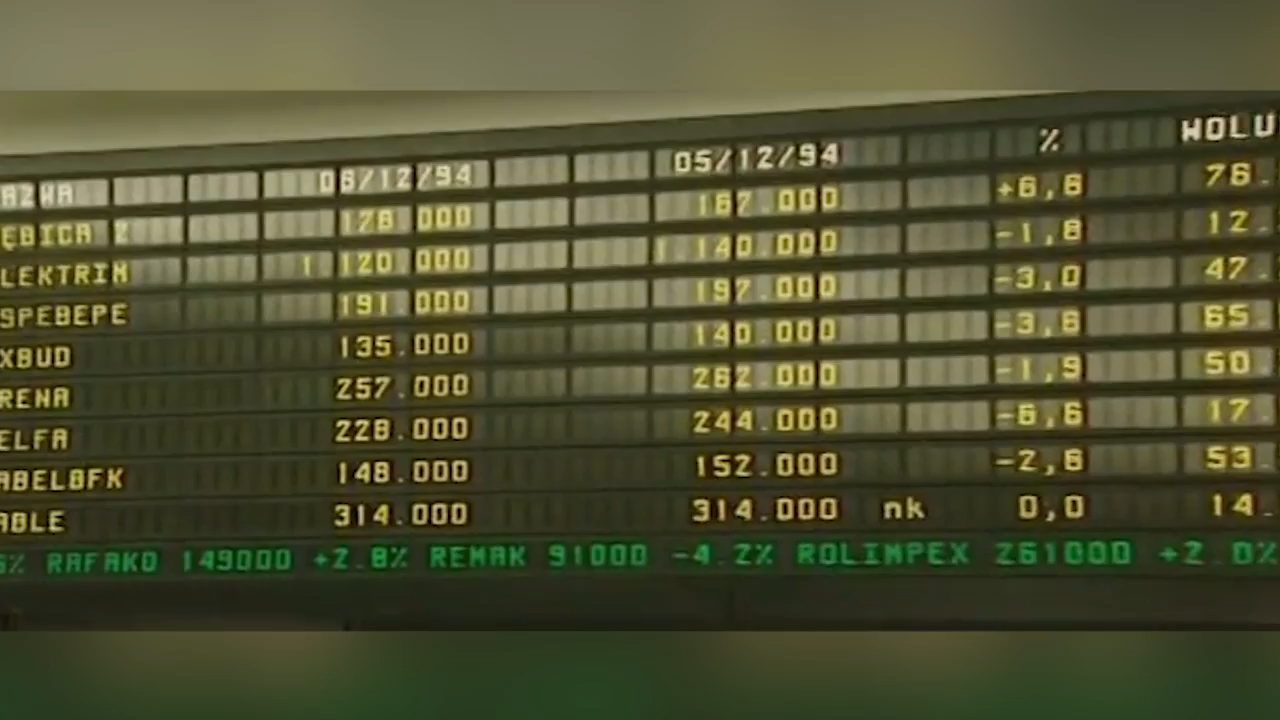 AZWA 06/12/94 05/12/94 % WOLU
ĘBICA 2 178.000 167.000 +6,6 76.
LEKTRIM 1.120.000 1.140.000 -1,8 12.
SPEBEPE 191.000 197.000 -3,0 47.
XBUD 135.000 140.000 -3,6 65.
RENA 257.000 262.000 -1,9 50.
ELFA 228.000 244.000 -6,6 17.
ABELBFK 148.000 152.000 -2,6 53.
ABLE 314.000 314.000 nk 0,0 14.
% RAFAKO 149000 +2.8% REMAK 91000 -4.2% ROLIMPEX 261000 +2.0%